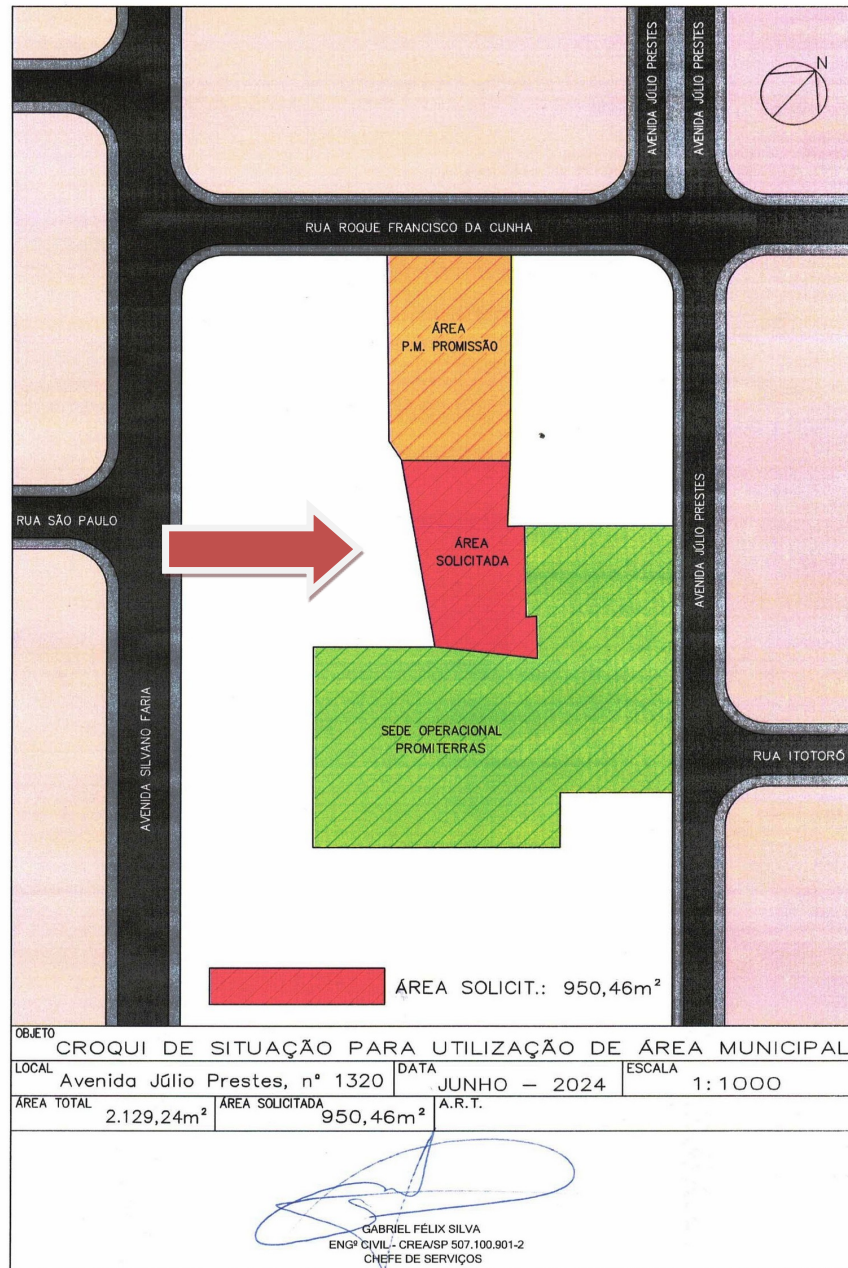 AVENIDA JÚLIO PRESTES
AVENIDA JÚLIO PRESTES
N
RUA ROQUE FRANCISCO DA CUNHA
ÁREA
P.M. PROMISSÃO
RUA SÃO PAULO
ÁREA
SOLICITADA
AVENIDA JÚLIO PRESTES
AVENIDA SILVANO FARIA
SEDE OPERACIONAL
PROMITERRAS
RUA ITOTORÓ
ÁREA SOLICIT.: 950,46m²
OBJETO
CROQUI DE SITUAÇÃO PARA UTILIZAÇÃO DE ÁREA MUNICIPAL
LOCAL
Avenida Júlio Prestes, nº 1320
DATA
JUNHO – 2024
ESCALA
1:1000
ÁREA TOTAL
2.129,24m²
ÁREA SOLICITADA
950,46m²
A.R.T.
GABRIEL FÉLIX SILVA
ENGº CIVIL - CREA/SP 507.100.901-2
CHEFE DE SERVIÇOS